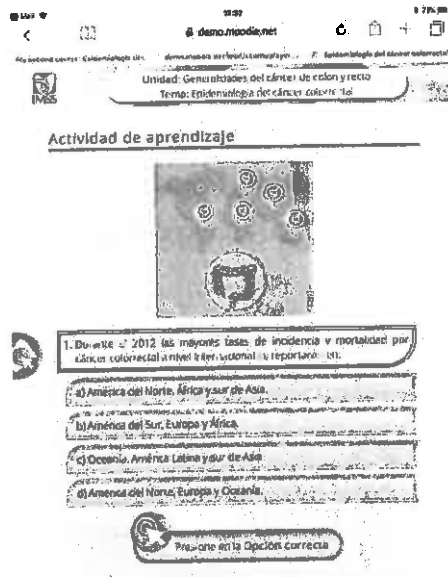 demo.moodle.net
IMSS
Unidad: Generalidades del cáncer de colon y recto
Tema: Epidemiología del cáncer colorrectal
Actividad de aprendizaje
1. Durante el 2012 las mayores tasas de incidencia y mortalidad por
cáncer colorrectal a nivel internacional reportaron en:
a) América del Norte, África y sur de Asia.
b) América del Sur, Europa y África.
c) Oceanía, América Latina y sur de Asia
d) América del Norte, Europa y Oceanía.
Presione en la Opción correcta